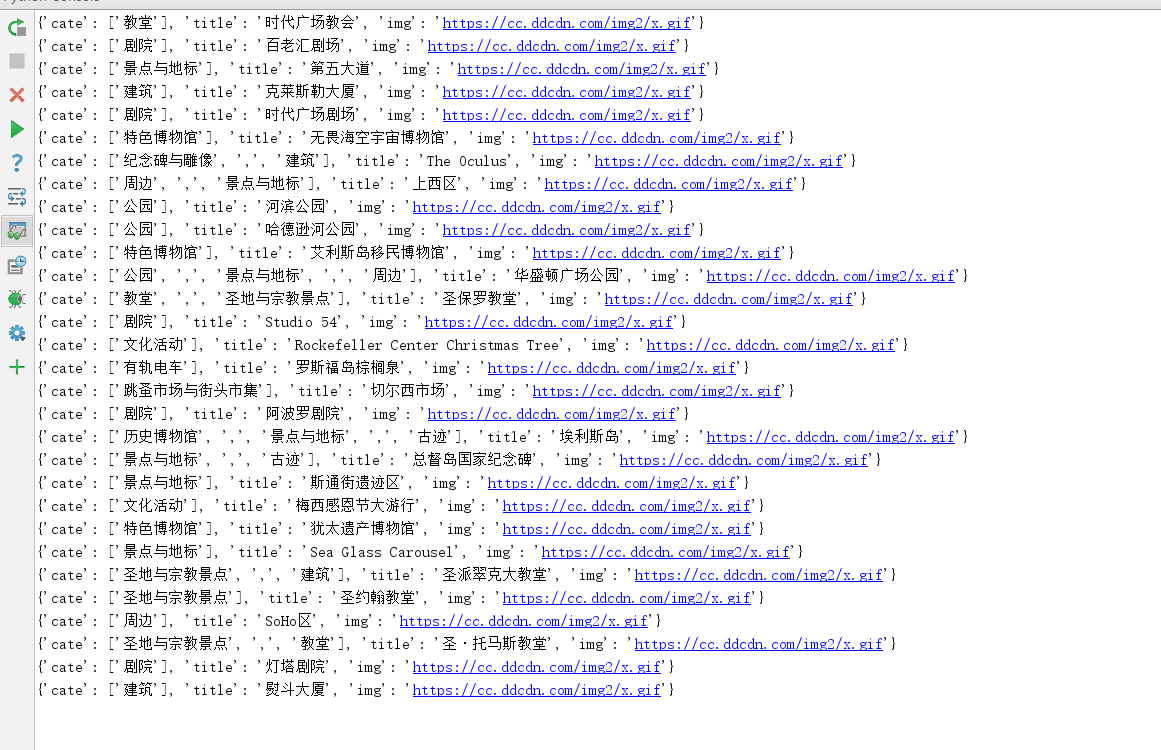 {'cate': ['教堂'], 'title': '时代广场教会', 'img': 'https://cc.ddcdn.com/img2/x.gif'}
{'cate': ['剧院'], 'title': '百老汇剧场', 'img': 'https://cc.ddcdn.com/img2/x.gif'}
{'cate': ['景点与地标'], 'title': '第五大道', 'img': 'https://cc.ddcdn.com/img2/x.gif'}
{'cate': ['建筑'], 'title': '克莱斯勒大厦', 'img': 'https://cc.ddcdn.com/img2/x.gif'}
{'cate': ['剧院'], 'title': '时代广场剧场', 'img': 'https://cc.ddcdn.com/img2/x.gif'}
{'cate': ['特色博物馆'], 'title': '无畏海空宇宙博物馆', 'img': 'https://cc.ddcdn.com/img2/x.gif'}
{'cate': ['纪念碑与雕像', ',', '建筑'], 'title': 'The Oculus', 'img': 'https://cc.ddcdn.com/img2/x.gif'}
{'cate': ['周边', ',', '景点与地标'], 'title': '上西区', 'img': 'https://cc.ddcdn.com/img2/x.gif'}
{'cate': ['公园'], 'title': '河滨公园', 'img': 'https://cc.ddcdn.com/img2/x.gif'}
{'cate': ['公园'], 'title': '哈德逊河公园', 'img': 'https://cc.ddcdn.com/img2/x.gif'}
{'cate': ['特色博物馆'], 'title': '艾利斯岛移民博物馆', 'img': 'https://cc.ddcdn.com/img2/x.gif'}
{'cate': ['公园', ',', '景点与地标', ',', '周边'], 'title': '华盛顿广场公园', 'img': 'https://cc.ddcdn.com/img2/x.gif'}
{'cate': ['教堂', ',', '圣地与宗教景点'], 'title': '圣保罗教堂', 'img': 'https://cc.ddcdn.com/img2/x.gif'}
{'cate': ['剧院'], 'title': 'Studio 54', 'img': 'https://cc.ddcdn.com/img2/x.gif'}
{'cate': ['文化活动'], 'title': 'Rockefeller Center Christmas Tree', 'img': 'https://cc.ddcdn.com/img2/x.gif'}
{'cate': ['有轨电车'], 'title': '罗斯福岛棕榈泉', 'img': 'https://cc.ddcdn.com/img2/x.gif'}
{'cate': ['跳蚤市场与街头市集'], 'title': '切尔西市场', 'img': 'https://cc.ddcdn.com/img2/x.gif'}
{'cate': ['剧院'], 'title': '阿波罗剧院', 'img': 'https://cc.ddcdn.com/img2/x.gif'}
{'cate': ['历史博物馆', ',', '景点与地标', ',', '古迹'], 'title': '埃利斯岛', 'img': 'https://cc.ddcdn.com/img2/x.gif'}
{'cate': ['景点与地标', ',', '古迹'], 'title': '总督岛国家纪念碑', 'img': 'https://cc.ddcdn.com/img2/x.gif'}
{'cate': ['景点与地标'], 'title': '斯通街遗迹区', 'img': 'https://cc.ddcdn.com/img2/x.gif'}
{'cate': ['文化活动'], 'title': '梅西感恩节大游行', 'img': 'https://cc.ddcdn.com/img2/x.gif'}
{'cate': ['特色博物馆'], 'title': '犹太遗产博物馆', 'img': 'https://cc.ddcdn.com/img2/x.gif'}
{'cate': ['景点与地标'], 'title': 'Sea Glass Carousel', 'img': 'https://cc.ddcdn.com/img2/x.gif'}
{'cate': ['圣地与宗教景点', ',', '建筑'], 'title': '圣派翠克大教堂', 'img': 'https://cc.ddcdn.com/img2/x.gif'}
{'cate': ['圣地与宗教景点'], 'title': '圣约翰教堂', 'img': 'https://cc.ddcdn.com/img2/x.gif'}
{'cate': ['周边'], 'title': 'SoHo区', 'img': 'https://cc.ddcdn.com/img2/x.gif'}
{'cate': ['圣地与宗教景点', ',', '教堂'], 'title': '圣·托马斯教堂', 'img': 'https://cc.ddcdn.com/img2/x.gif'}
{'cate': ['剧院'], 'title': '灯塔剧院', 'img': 'https://cc.ddcdn.com/img2/x.gif'}
{'cate': ['建筑'], 'title': '熨斗大厦', 'img': 'https://cc.ddcdn.com/img2/x.gif'}